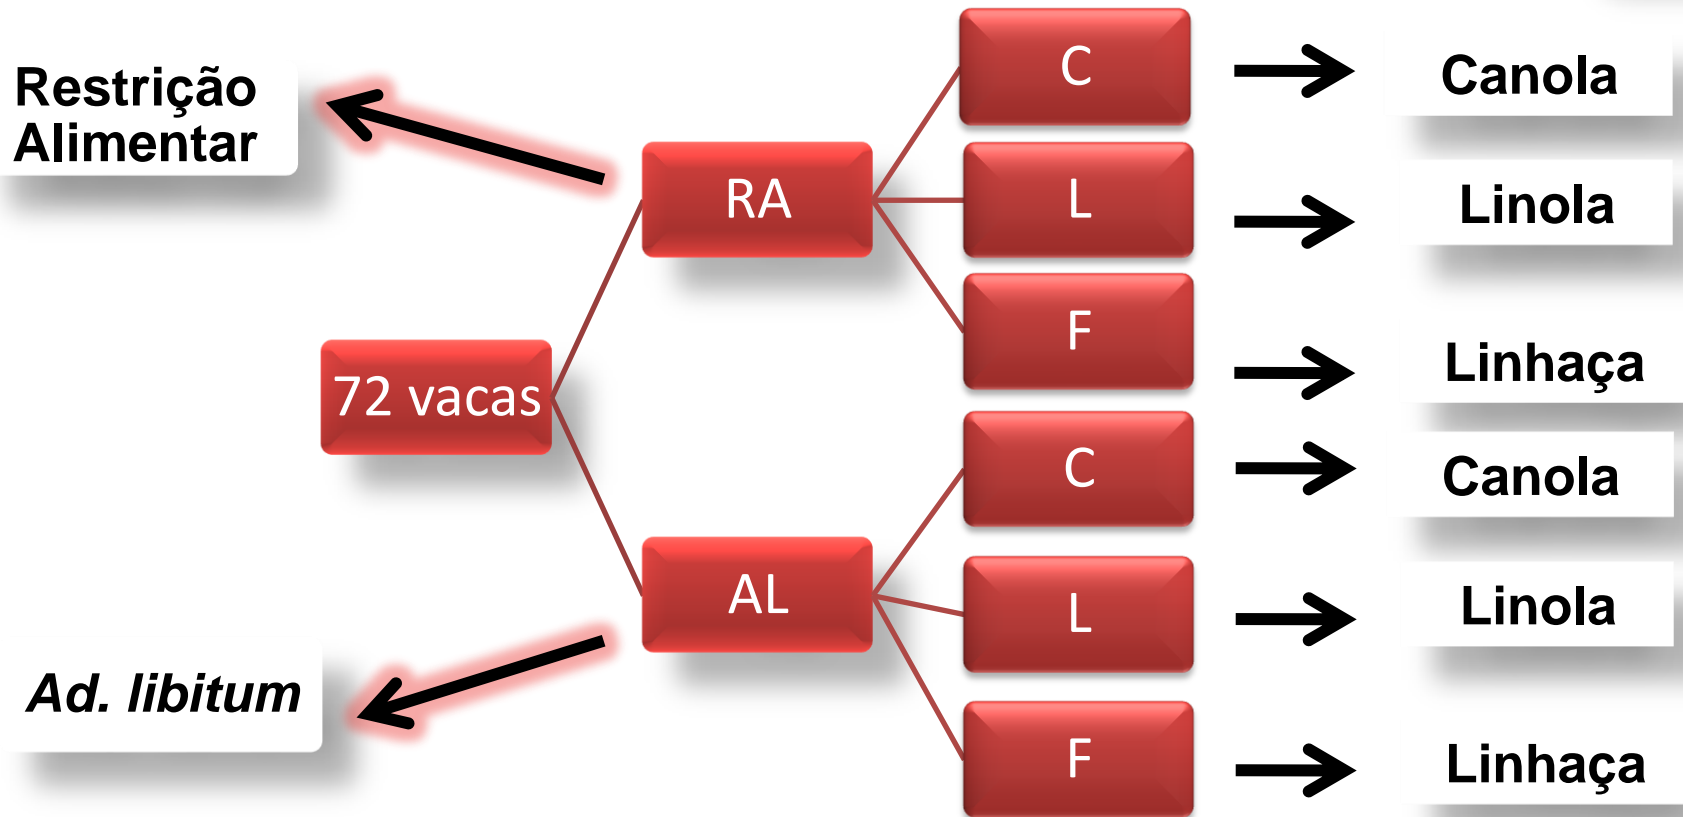 Restrição
Alimentar
RA
C
Canola
L
Linola
F
Linhaça
72 vacas
AL
C
Canola
L
Linola
F
Linhaça
Ad. libitum